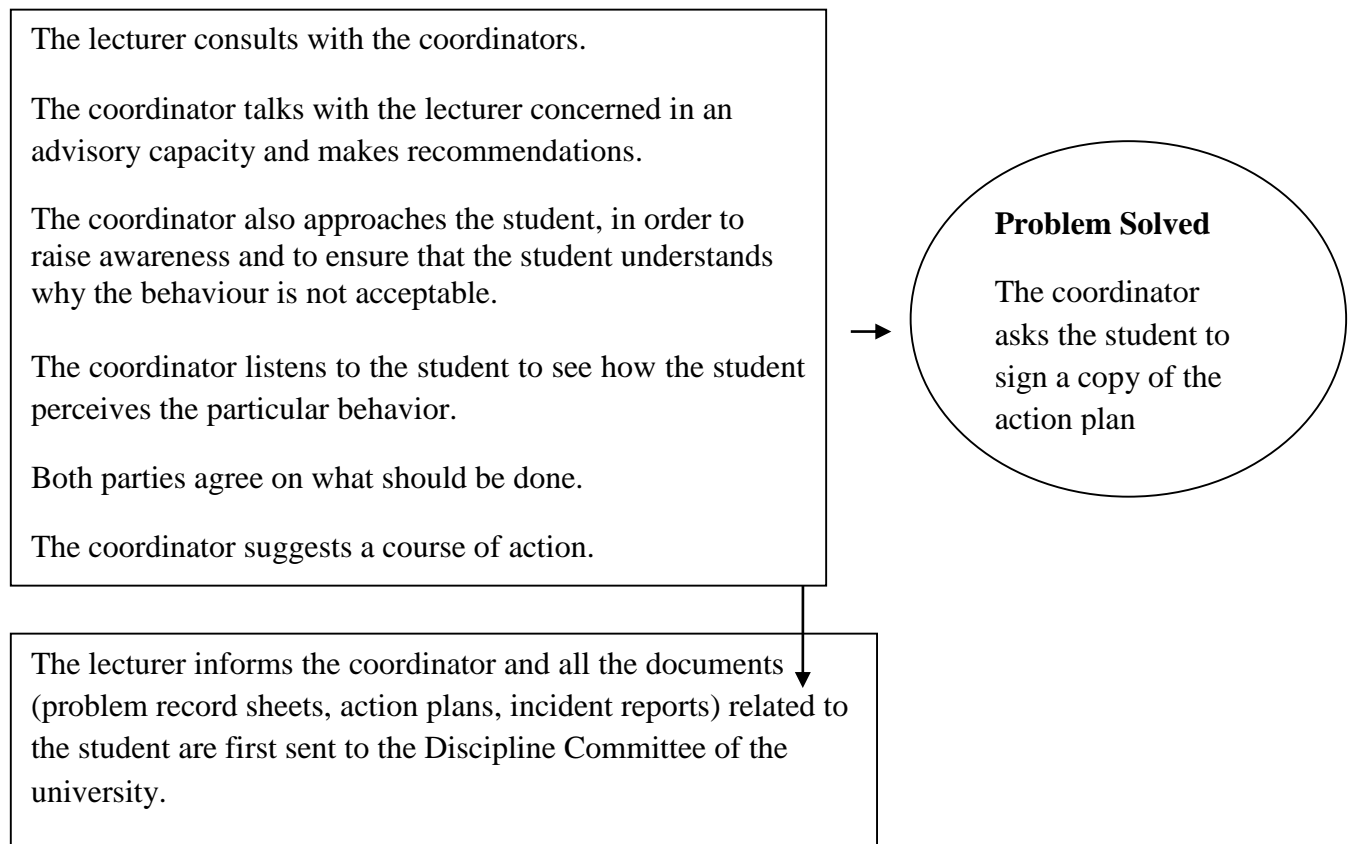 The lecturer consults with the coordinators.
The coordinator talks with the lecturer concerned in an
advisory capacity and makes recommendations.
The coordinator also approaches the student, in order to
raise awareness and to ensure that the student understands
why the behaviour is not acceptable.
The coordinator listens to the student to see how the student
perceives the particular behavior.
Both parties agree on what should be done.
The coordinator suggests a course of action.
Problem Solved
The coordinator
asks the student to
sign a copy of the
action plan
The lecturer informs the coordinator and all the documents
(problem record sheets, action plans, incident reports) related to
the student are first sent to the Discipline Committee of the
university.